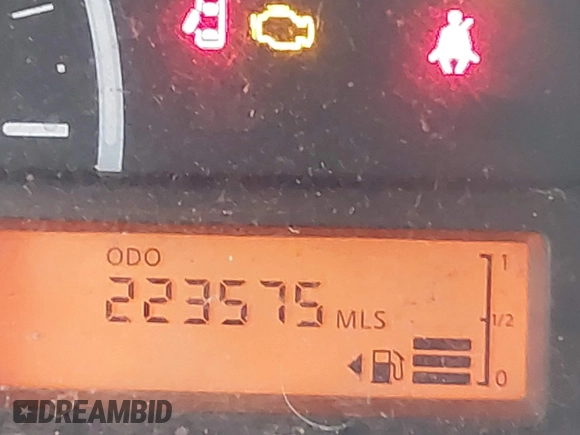 ODO
223575 MLS
1
1/2
0
DREAMBID